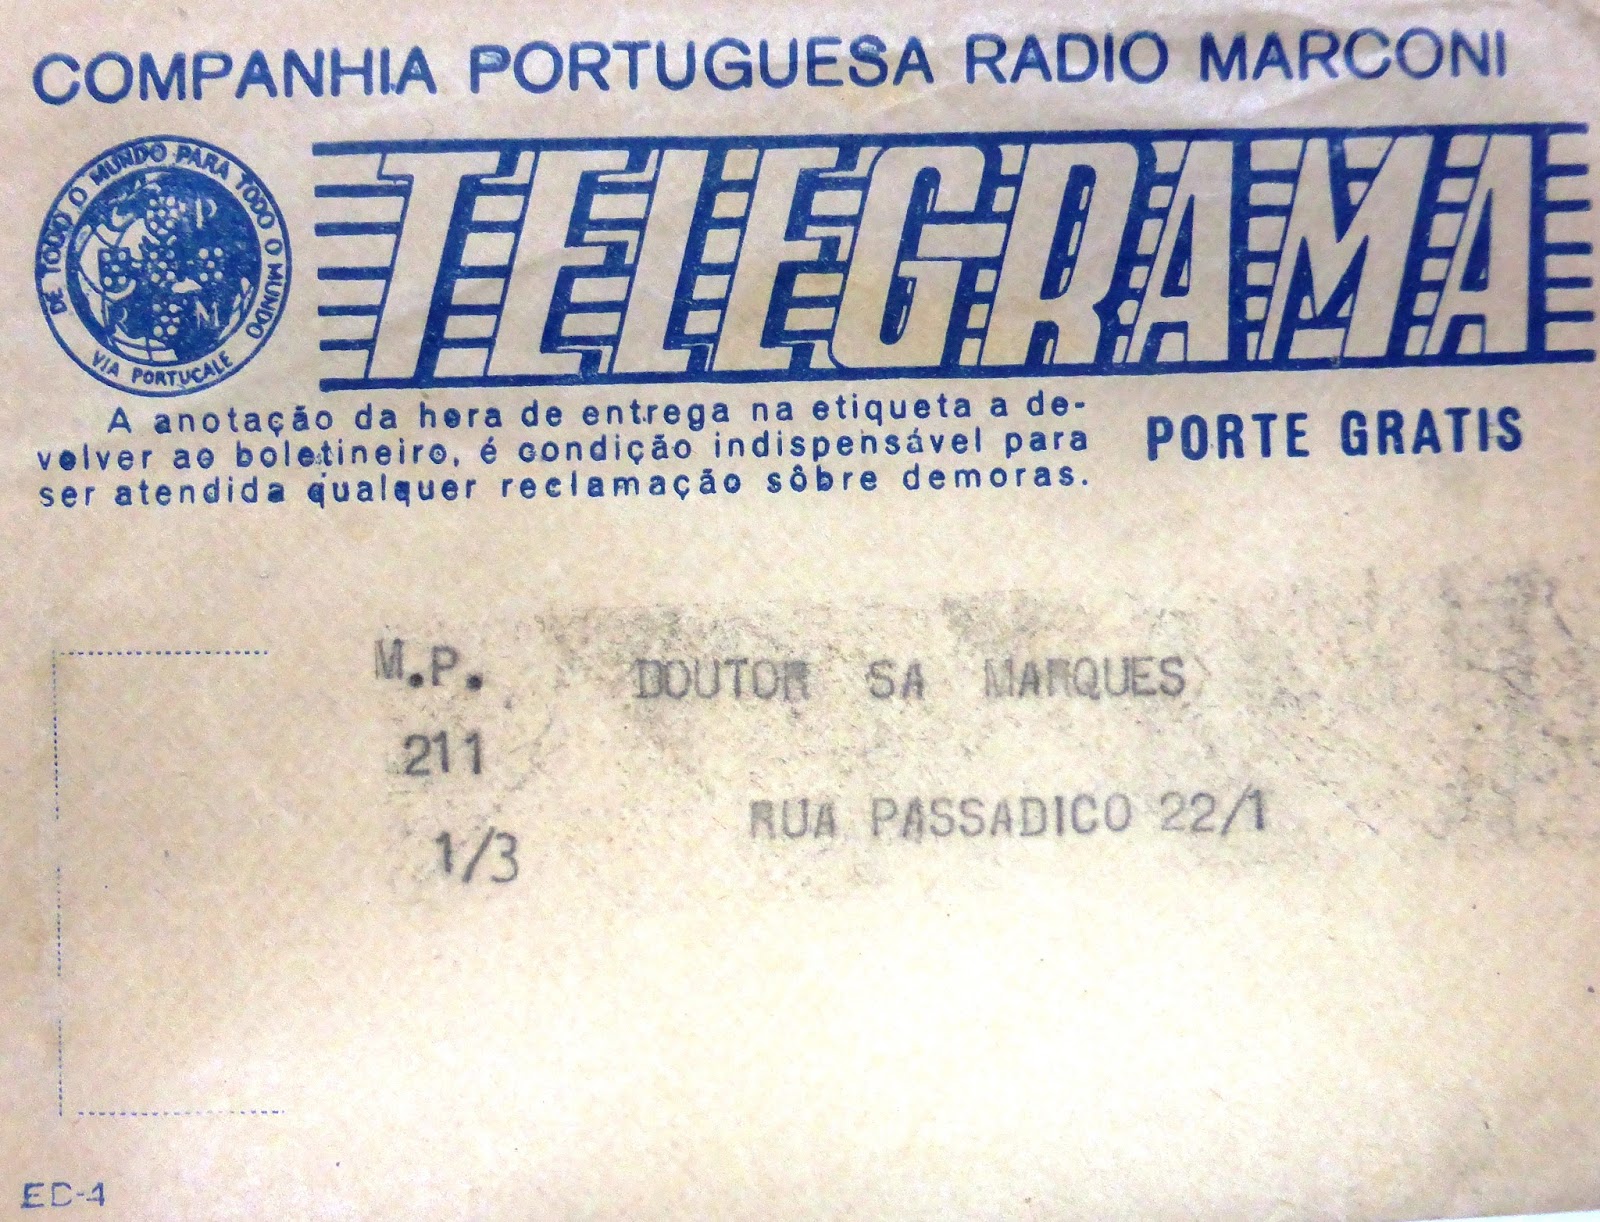 COMPANHIA PORTUGUESA RADIO MARCONI
DE TODO O MUNDO PARA TODO O MUNDO
VIA PORTUCALE
C P
R M
TELEGRAMA
A anotação da hora de entrega na etiqueta a de-
volver ao boletineiro, é condição indispensável para
ser atendida qualquer reclamação sôbre demoras.
PORTE GRATIS
M.P. DOUTOR SA MARQUES
211
RUA PASSADICO 22/1
1/3
ED-4